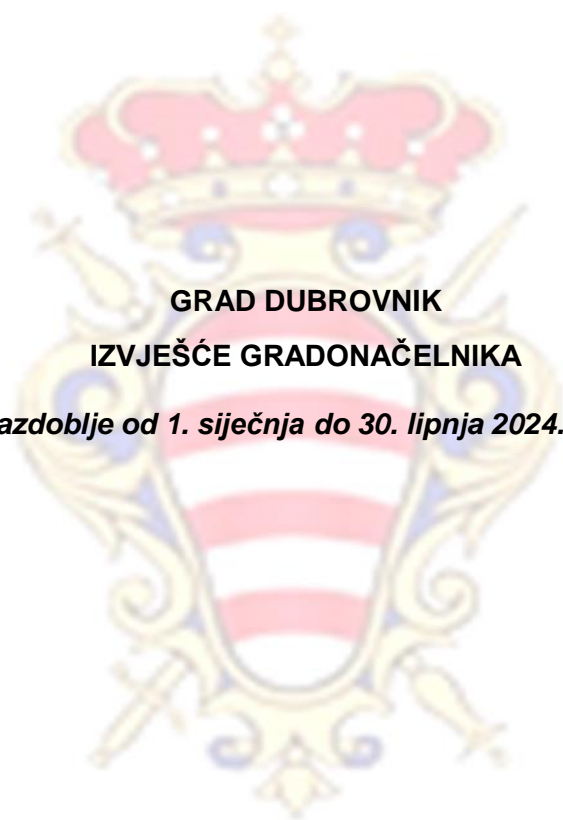 GRAD DUBROVNIK
IZVJEŠĆE GRADONAČELNIKA
azdoblje od 1. siječnja do 30. lipnja 2024.